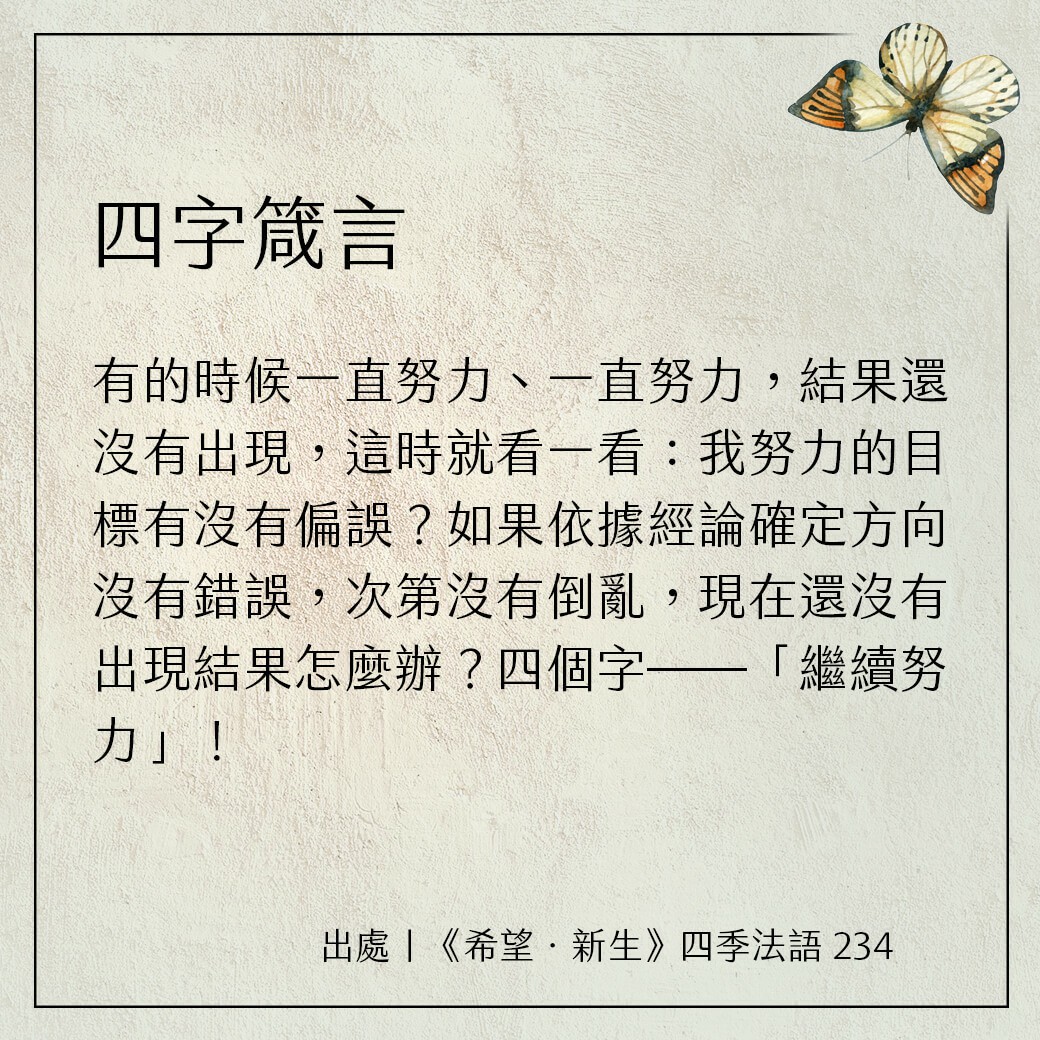 四字箴言
有的時候一直努力、一直努力，結果還
沒有出現，這時就看一看：我努力的目
標有沒有偏誤？如果依據經論確定方向
沒有錯誤，次第沒有倒亂，現在還沒有
出現結果怎麼辦？四個字——「繼續努
力」！
出處｜《希望．新生》四季法語 234